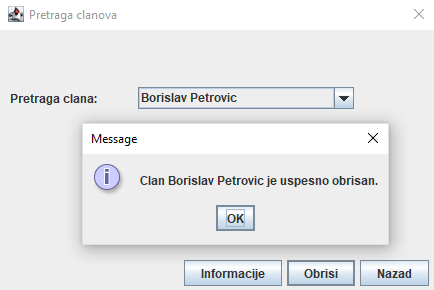 Pretraga clanova
Pretraga clana:
Borislav Petrovic
Message
Clan Borislav Petrovic je uspesno obrisan.
OK
Informacije
Obrisi
Nazad